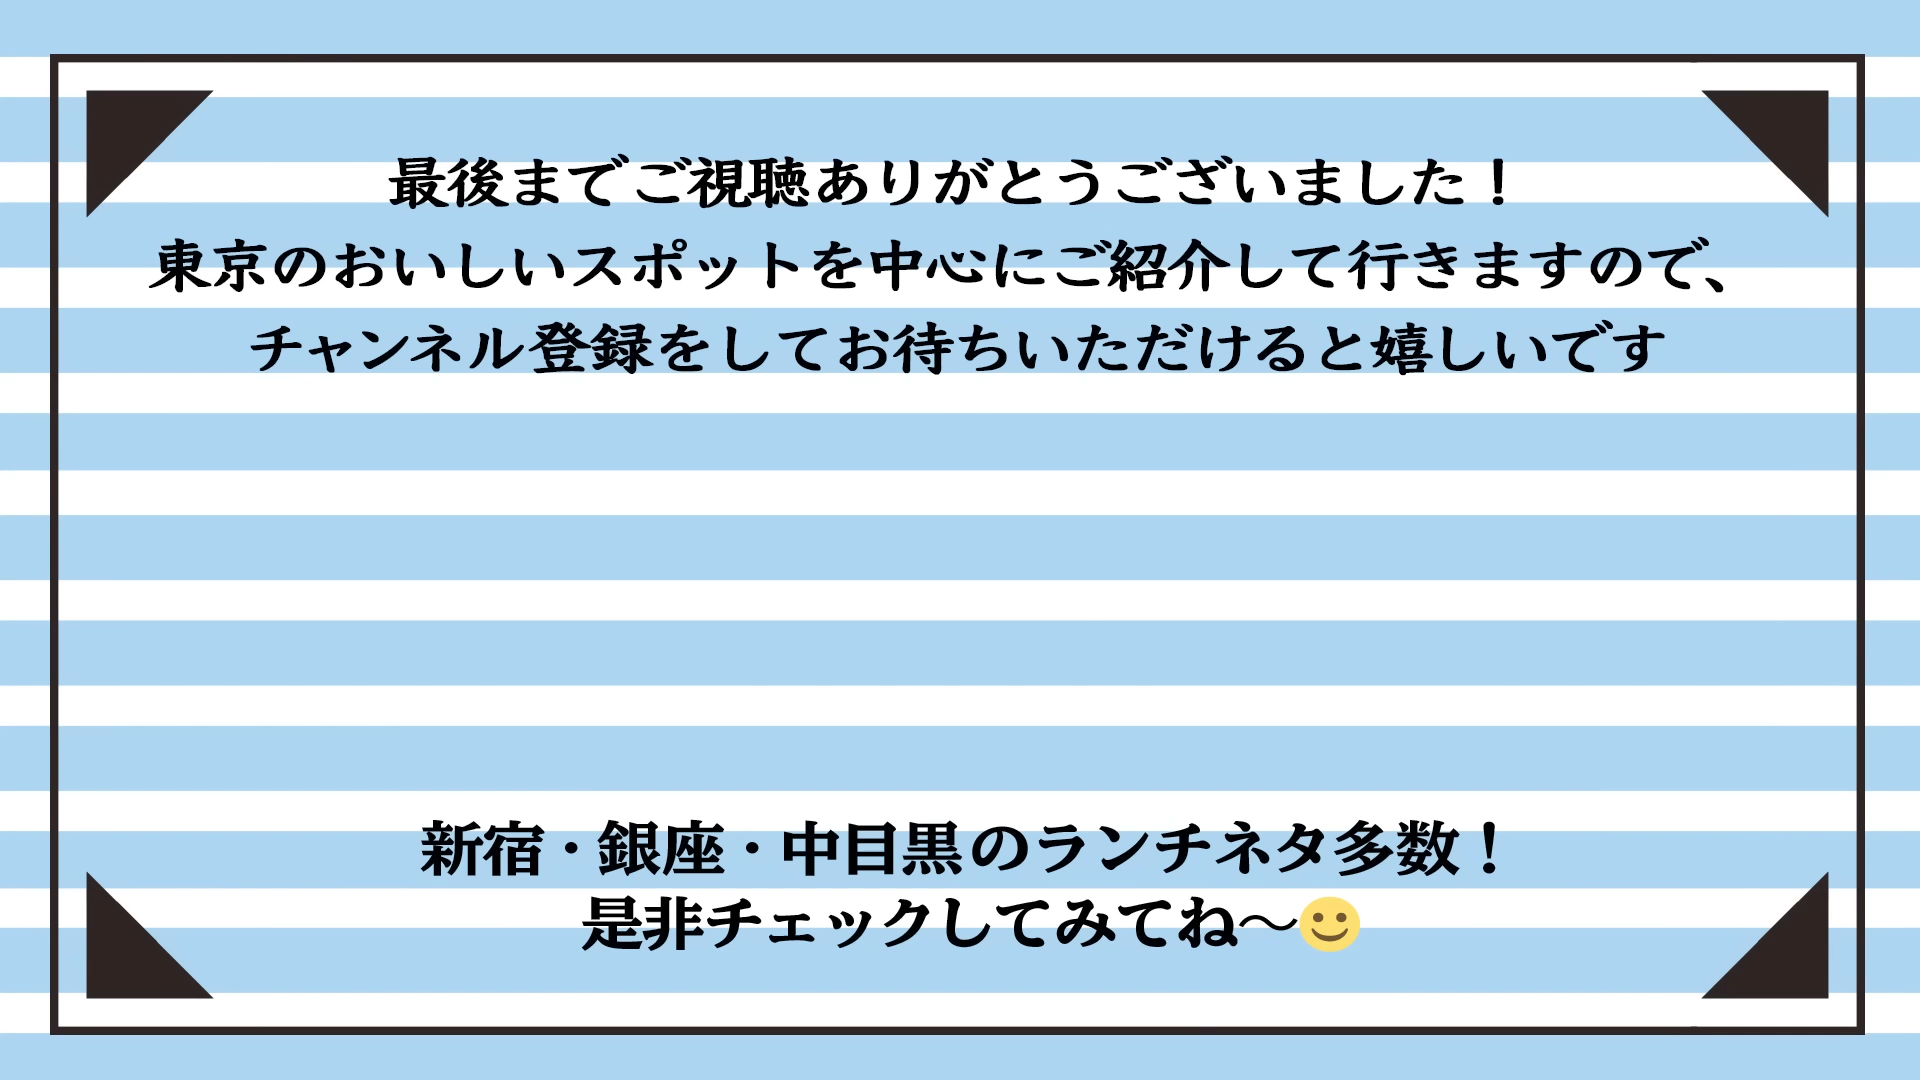 最後までご視聴ありがとうございました！
東京のおいしいスポットを中心にご紹介して行きますので、
チャンネル登録をしてお待ちいただけると嬉しいです
新宿・銀座・中目黒のランチネタ多数！
是非チェックしてみてね〜🙂